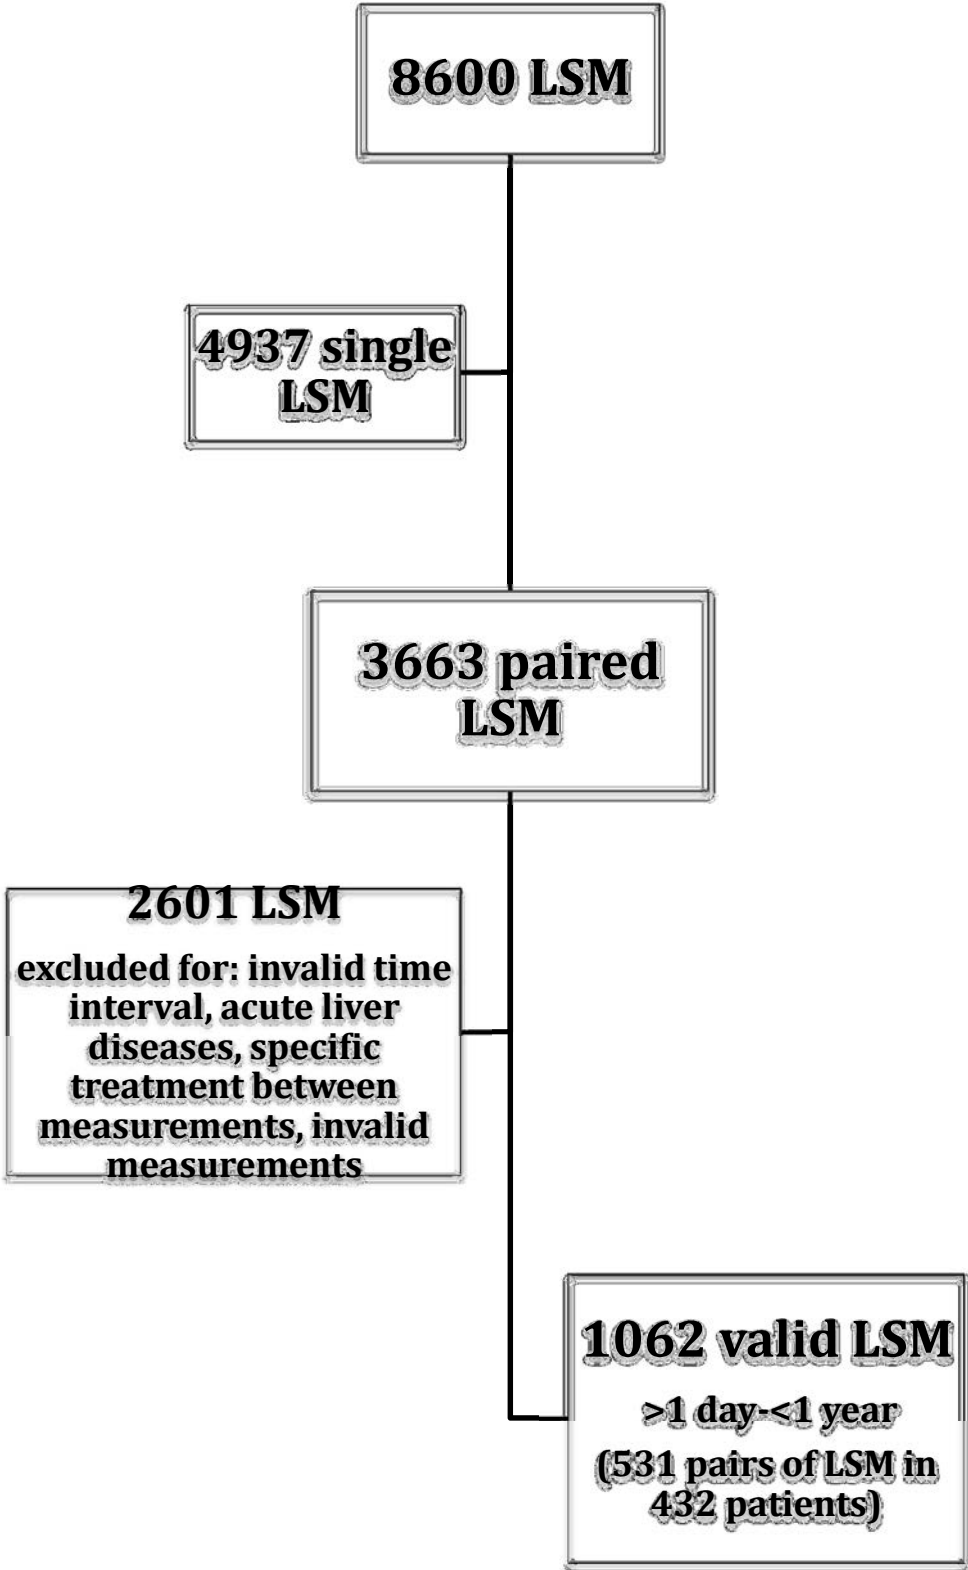 8600 LSM
4937 single
LSM
3663 paired
LSM
2601 LSM
excluded for: invalid time
interval, acute liver
diseases, specific
treatment between
measurements, invalid
measurements
1062 valid LSM
>1 day-<1 year
(531 pairs of LSM in
432 patients)